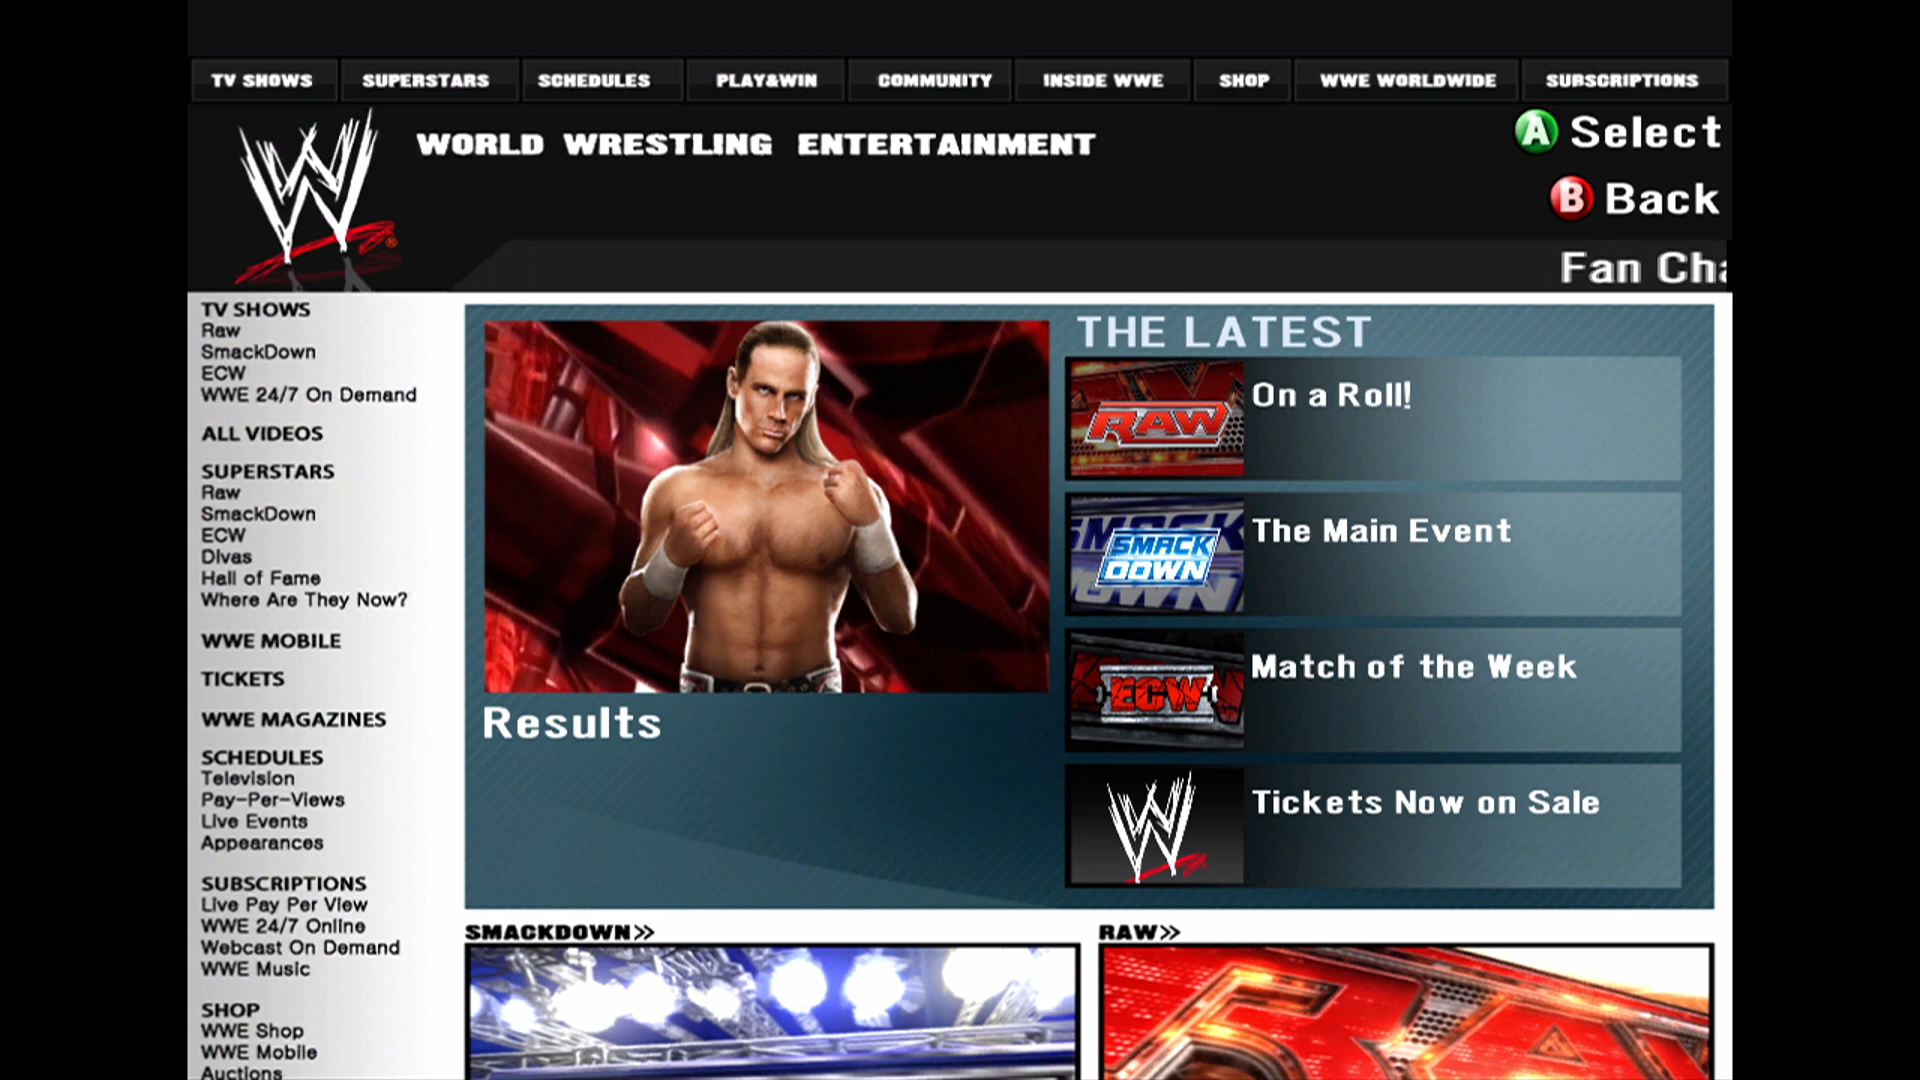 TV SHOWS
SUPERSTARS
SCHEDULES
PLAY&WIN
COMMUNITY
INSIDE WWE
SHOP
WWE WORLDWIDE
SUBSCRIPTIONS
WORLD WRESTLING ENTERTAINMENT
A Select
B Back
Fan Cha
TV SHOWS
Raw
SmackDown
ECW
WWE 24/7 On Demand
ALL VIDEOS
SUPERSTARS
Raw
SmackDown
ECW
Divas
Hall of Fame
Where Are They Now?
WWE MOBILE
TICKETS
WWE MAGAZINES
SCHEDULES
Television
Pay-Per-Views
Live Events
Appearances
SUBSCRIPTIONS
Live Pay Per View
WWE 24/7 Online
Webcast On Demand
WWE Music
SHOP
WWE Shop
WWE Mobile
Auctions
Results
THE LATEST
RAW
On a Roll!
SMACK
DOWN
The Main Event
ECW
Match of the Week
Tickets Now on Sale
SMACKDOWN>>
RAW>>